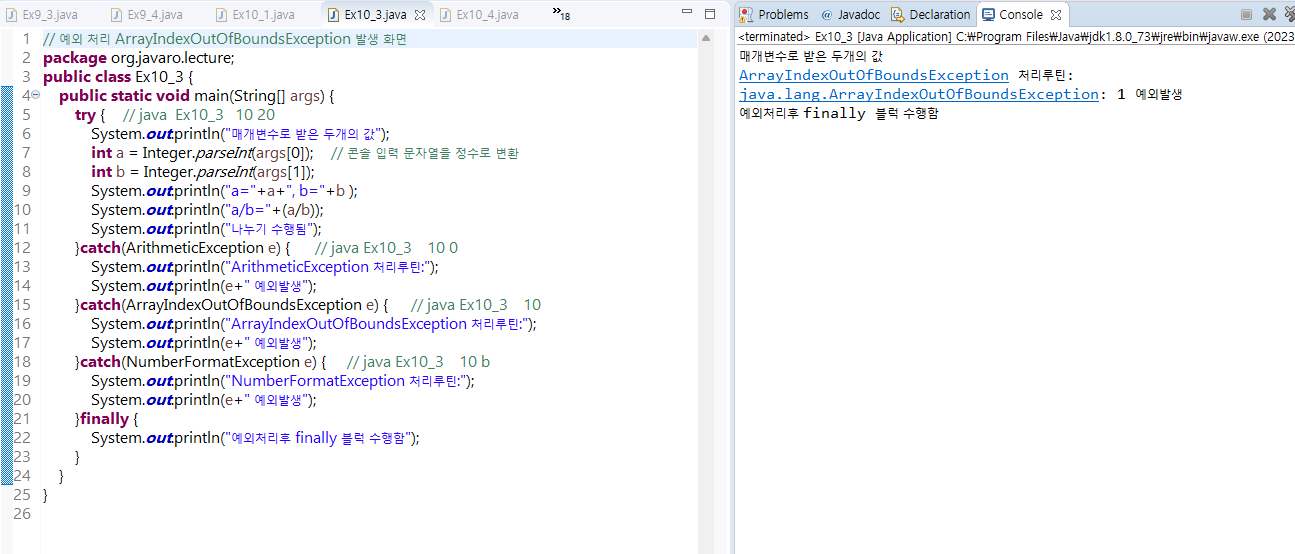 Ex9_3.java Ex9_4.java Ex10_1.java Ex10_3.java Ex10_4.java »18
1 // 예외 처리 ArrayIndexOutOfBoundsException 발생 화면
2 package org.javaro.lecture;
3 public class Ex10_3 {
4 public static void main(String[] args) {
5 try { // java Ex10_3 10 20
6 System.out.println("매개변수로 받은 두개의 값");
7 int a = Integer.parseInt(args[0]); // 콘솔 입력 문자열을 정수로 변환
8 int b = Integer.parseInt(args[1]);
9 System.out.println("a="+a+", b="+b );
10 System.out.println("a/b="+(a/b));
11 System.out.println("나누기 수행됨");
12 }catch(ArithmeticException e) { // java Ex10_3 10 0
13 System.out.println("ArithmeticException 처리루틴:");
14 System.out.println(e+" 예외발생");
15 }catch(ArrayIndexOutOfBoundsException e) { // java Ex10_3 10
16 System.out.println("ArrayIndexOutOfBoundsException 처리루틴:");
17 System.out.println(e+" 예외발생");
18 }catch(NumberFormatException e) { // java Ex10_3 10 b
19 System.out.println("NumberFormatException 처리루틴:");
20 System.out.println(e+" 예외발생");
21 }finally {
22 System.out.println("예외처리후 finally 블럭 수행함");
23 }
24 }
25 }
26
Problems @ Javadoc Declaration Console
<terminated> Ex10_3 [Java Application] C:₩Program Files₩Java₩jdk1.8.0_73₩jre₩bin₩javaw.exe (2023
매개변수로 받은 두개의 값
ArrayIndexOutOfBoundsException 처리루틴:
java.lang.ArrayIndexOutOfBoundsException: 1 예외발생
예외처리후 finally 블럭 수행함